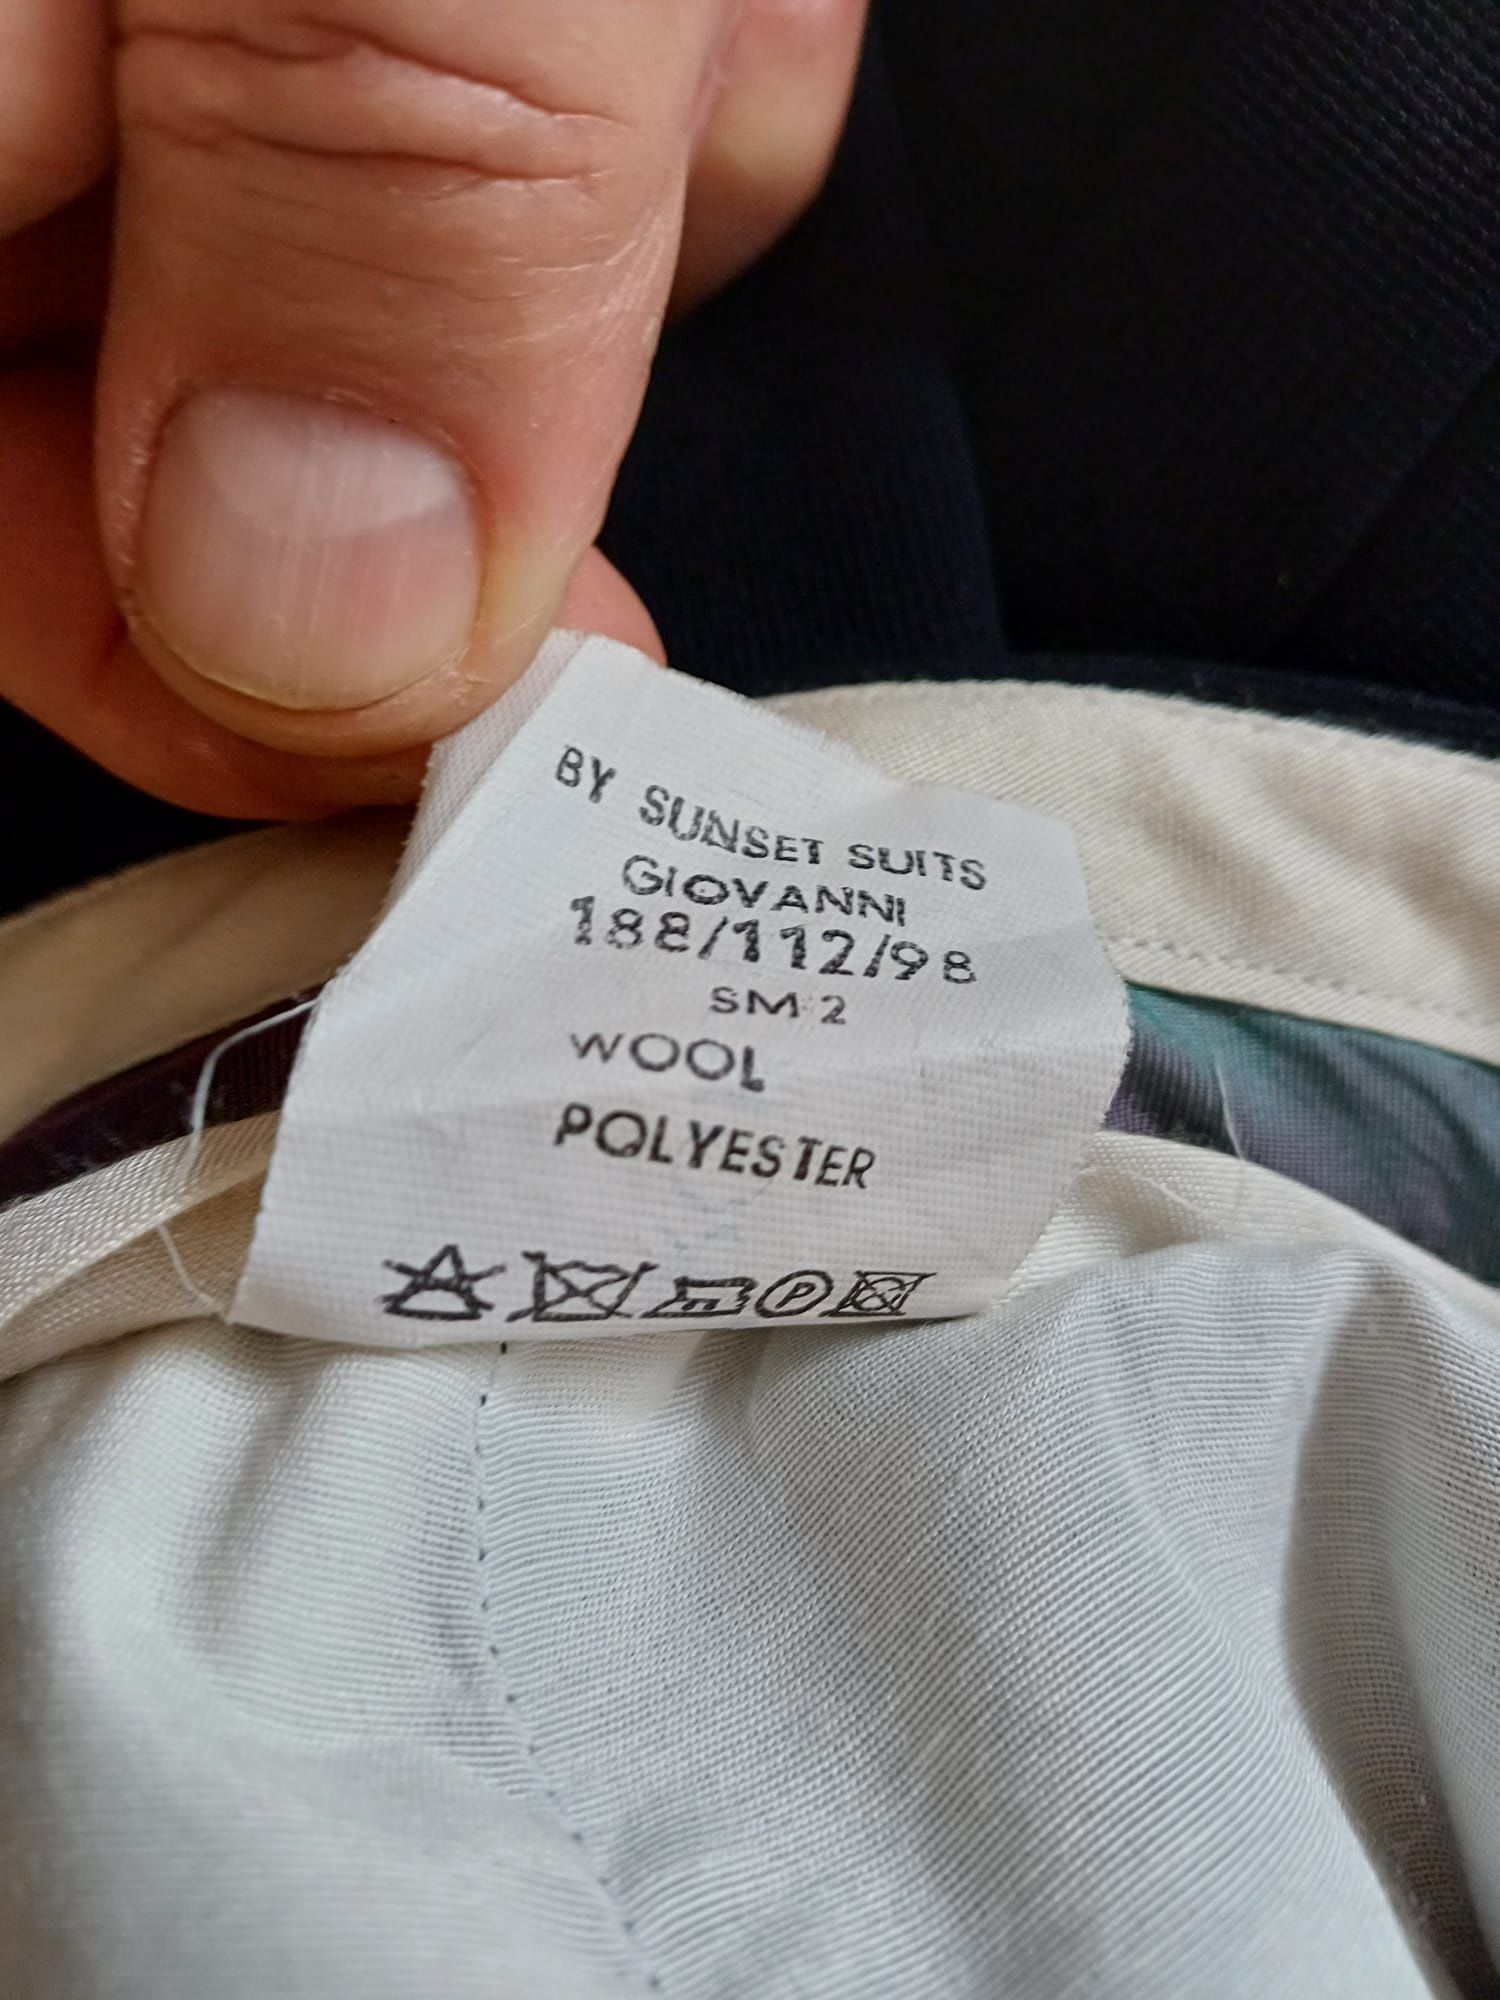 BY SUNSET SUITS
GIOVANNI
188/112/98
SM 2
WOOL
POLYESTER
P